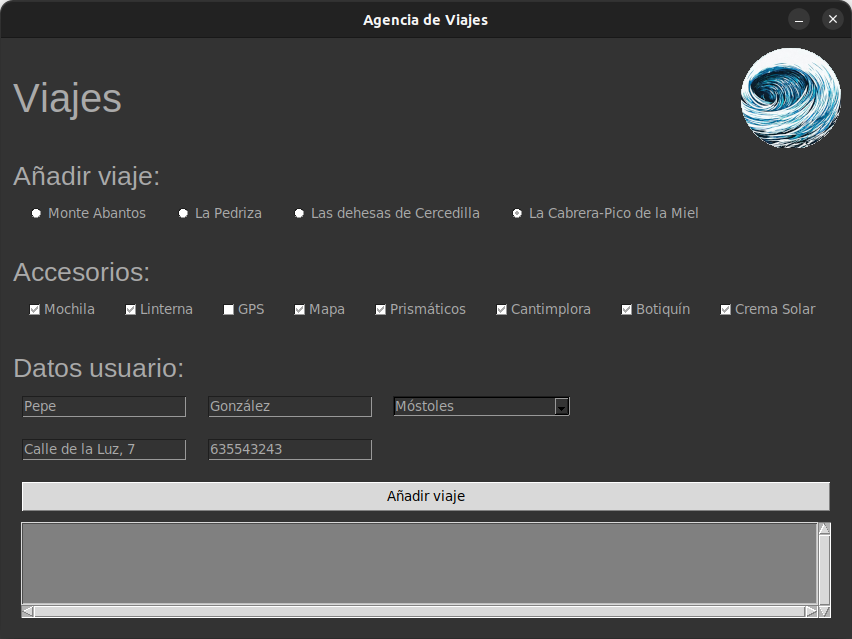 Agencia de Viajes
Viajes
Añadir viaje:
Monte Abantos La Pedriza Las dehesas de Cercedilla La Cabrera-Pico de la Miel
Accesorios:
Mochila Linterna GPS Mapa Prismáticos Cantimplora Botiquín Crema Solar
Datos usuario:
Pepe González Móstoles
Calle de la Luz, 7 635543243
Añadir viaje